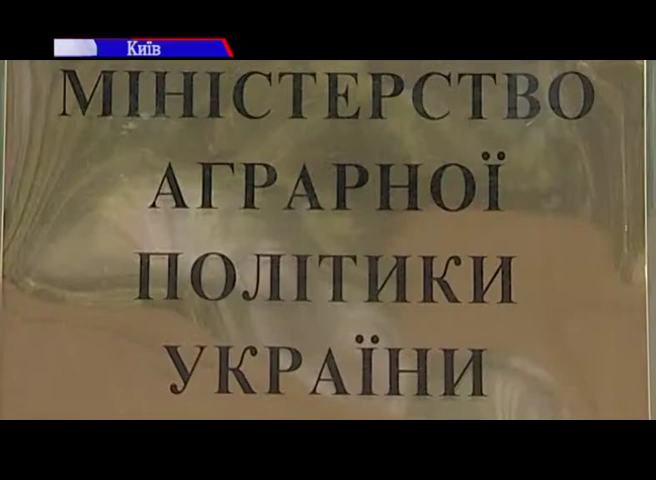 Київ
МІНІСТЕРСТВО
АГРАРНОЇ
ПОЛІТИКИ
УКРАЇНИ